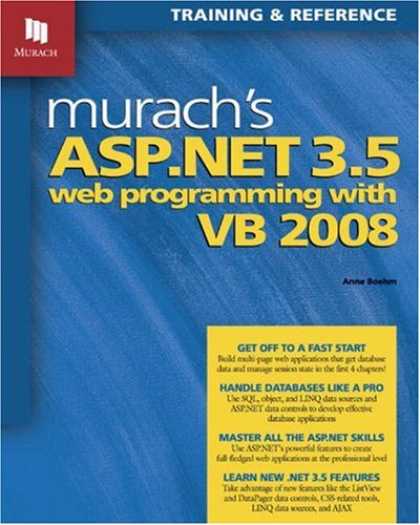 TRAINING & REFERENCE
MURACH
murach's
ASP.NET 3.5
web programming with
VB 2008
Anne Boehm
GET OFF TO A FAST START
Build multi-page web applications that get database
data and manage session state in the first 4 chapters!
HANDLE DATABASES LIKE A PRO
Use SQL, object, and LINQ data sources and
ASP.NET data controls to develop effective
database applications
MASTER ALL THE ASP.NET SKILLS
Use ASP.NET's powerful features to create
full-fledged web applications at the professional level
LEARN NEW .NET 3.5 FEATURES
Take advantage of new features like the ListView
and DataPager data controls, CSS-related tools,
LINQ data sources, and AJAX